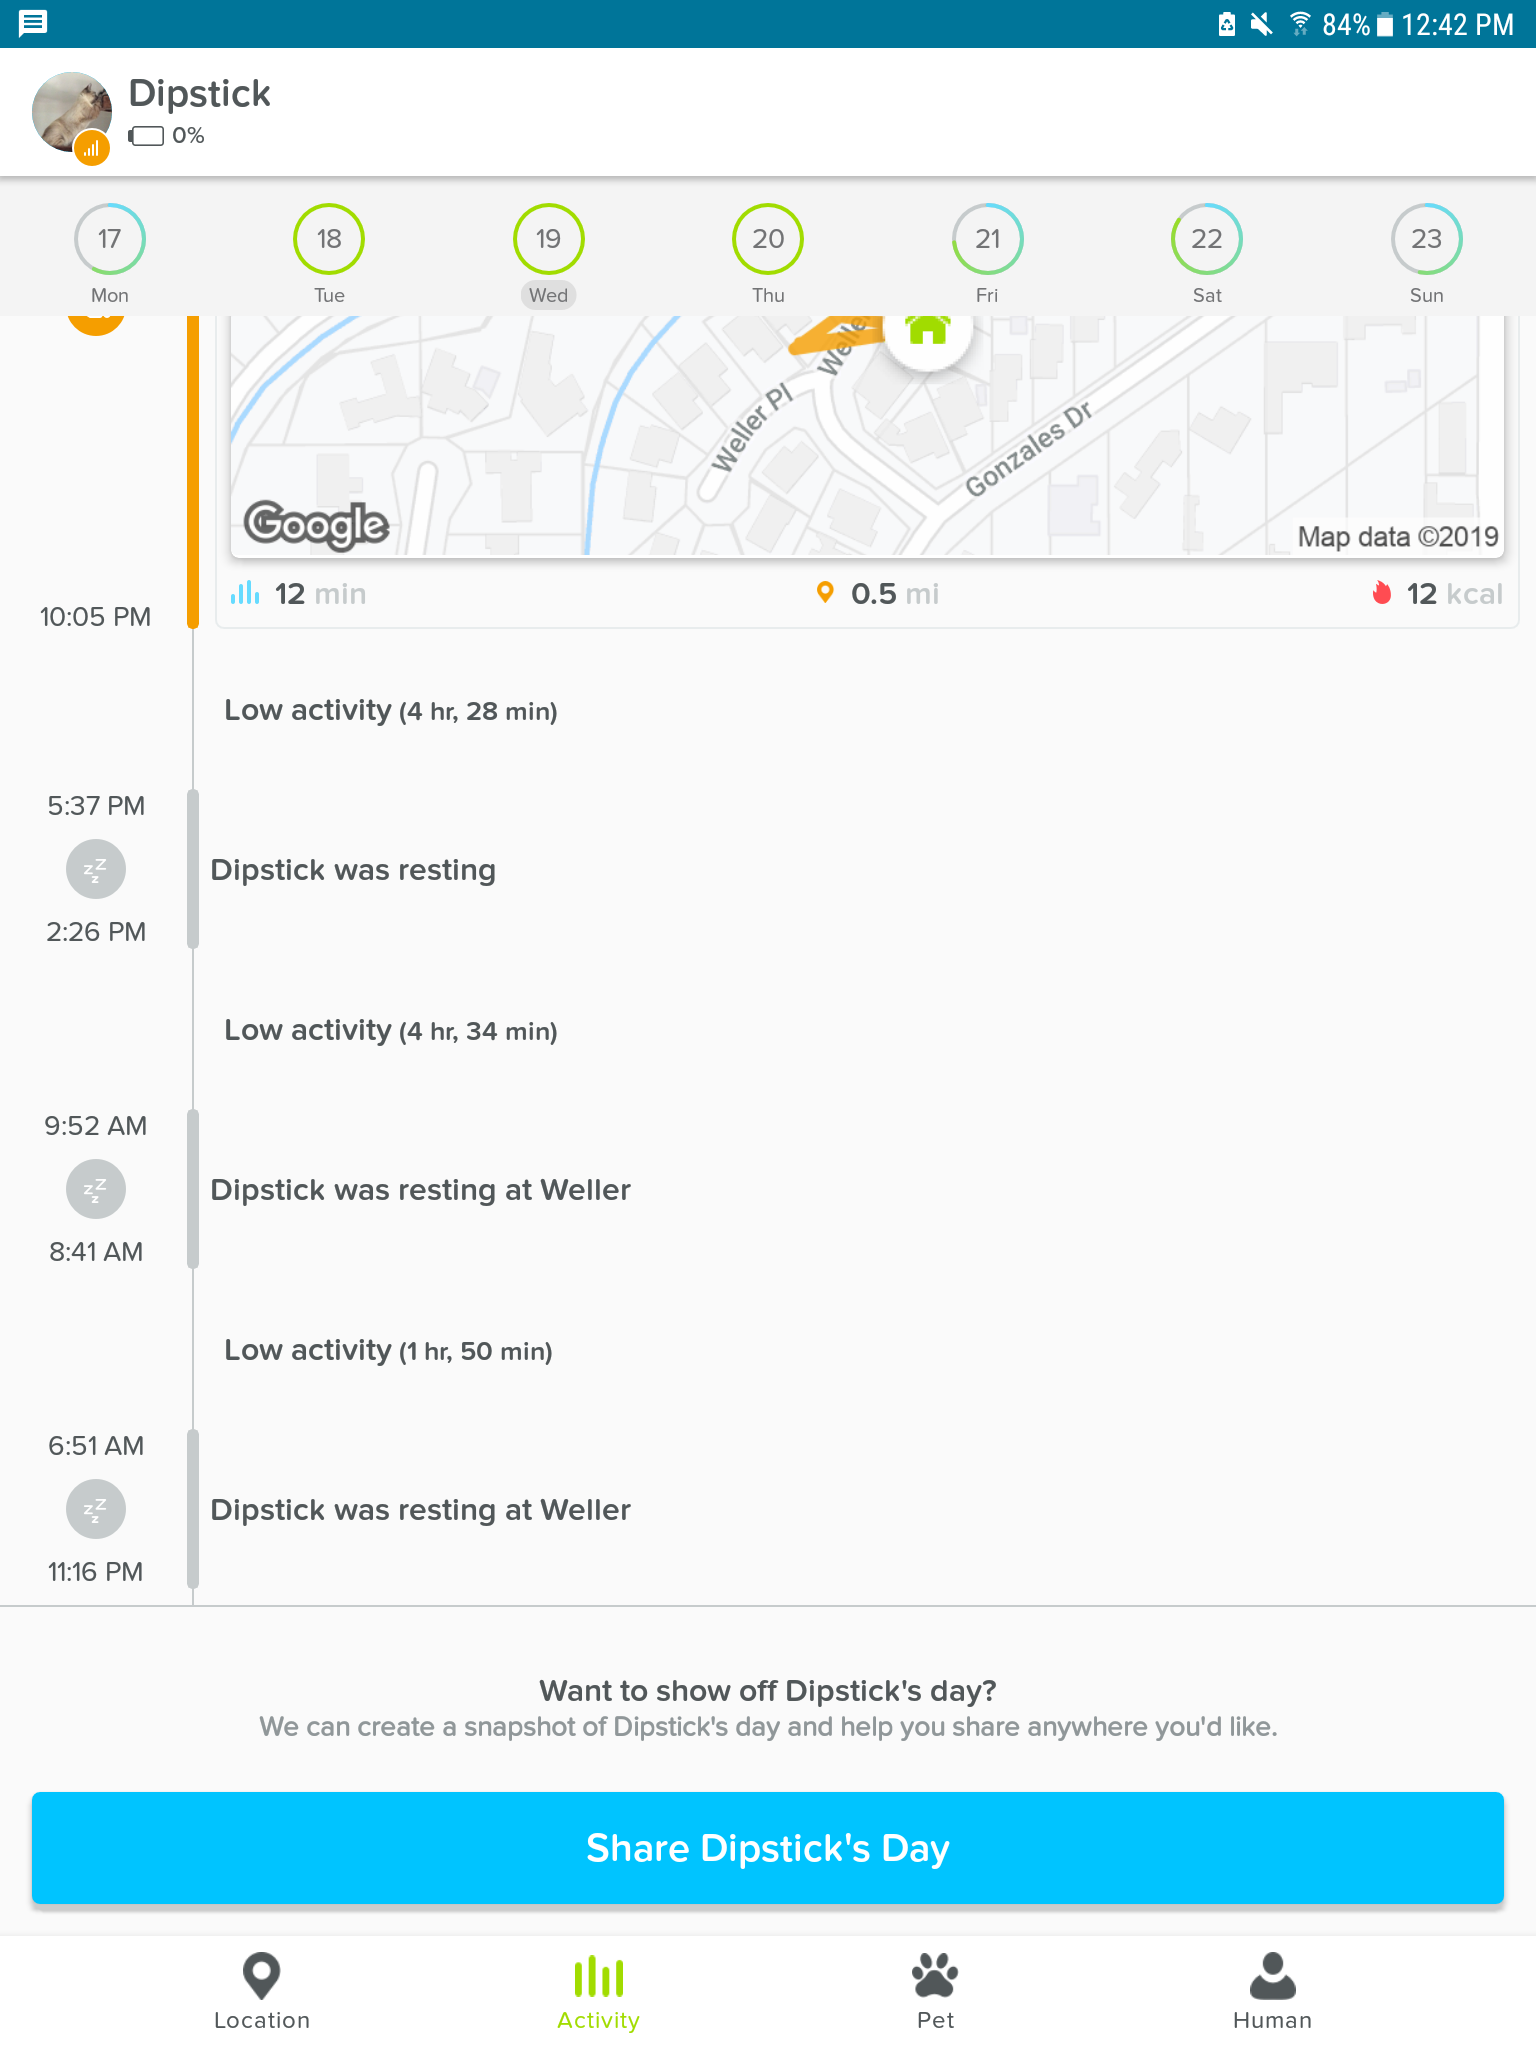 84% 12:42 PM
Dipstick
0%
17 18 19 20 21 22 23
Mon Tue Wed Thu Fri Sat Sun
Weller
Weller Pl
Gonzales Dr
Google
Map data ©2019
12 min 0.5 mi 12 kcal
10:05 PM
Low activity (4 hr, 28 min)
5:37 PM
zzz
Dipstick was resting
2:26 PM
Low activity (4 hr, 34 min)
9:52 AM
zzz
Dipstick was resting at Weller
8:41 AM
Low activity (1 hr, 50 min)
6:51 AM
zzz
Dipstick was resting at Weller
11:16 PM
Want to show off Dipstick's day?
We can create a snapshot of Dipstick's day and help you share anywhere you'd like.
Share Dipstick's Day
Location Activity Pet Human